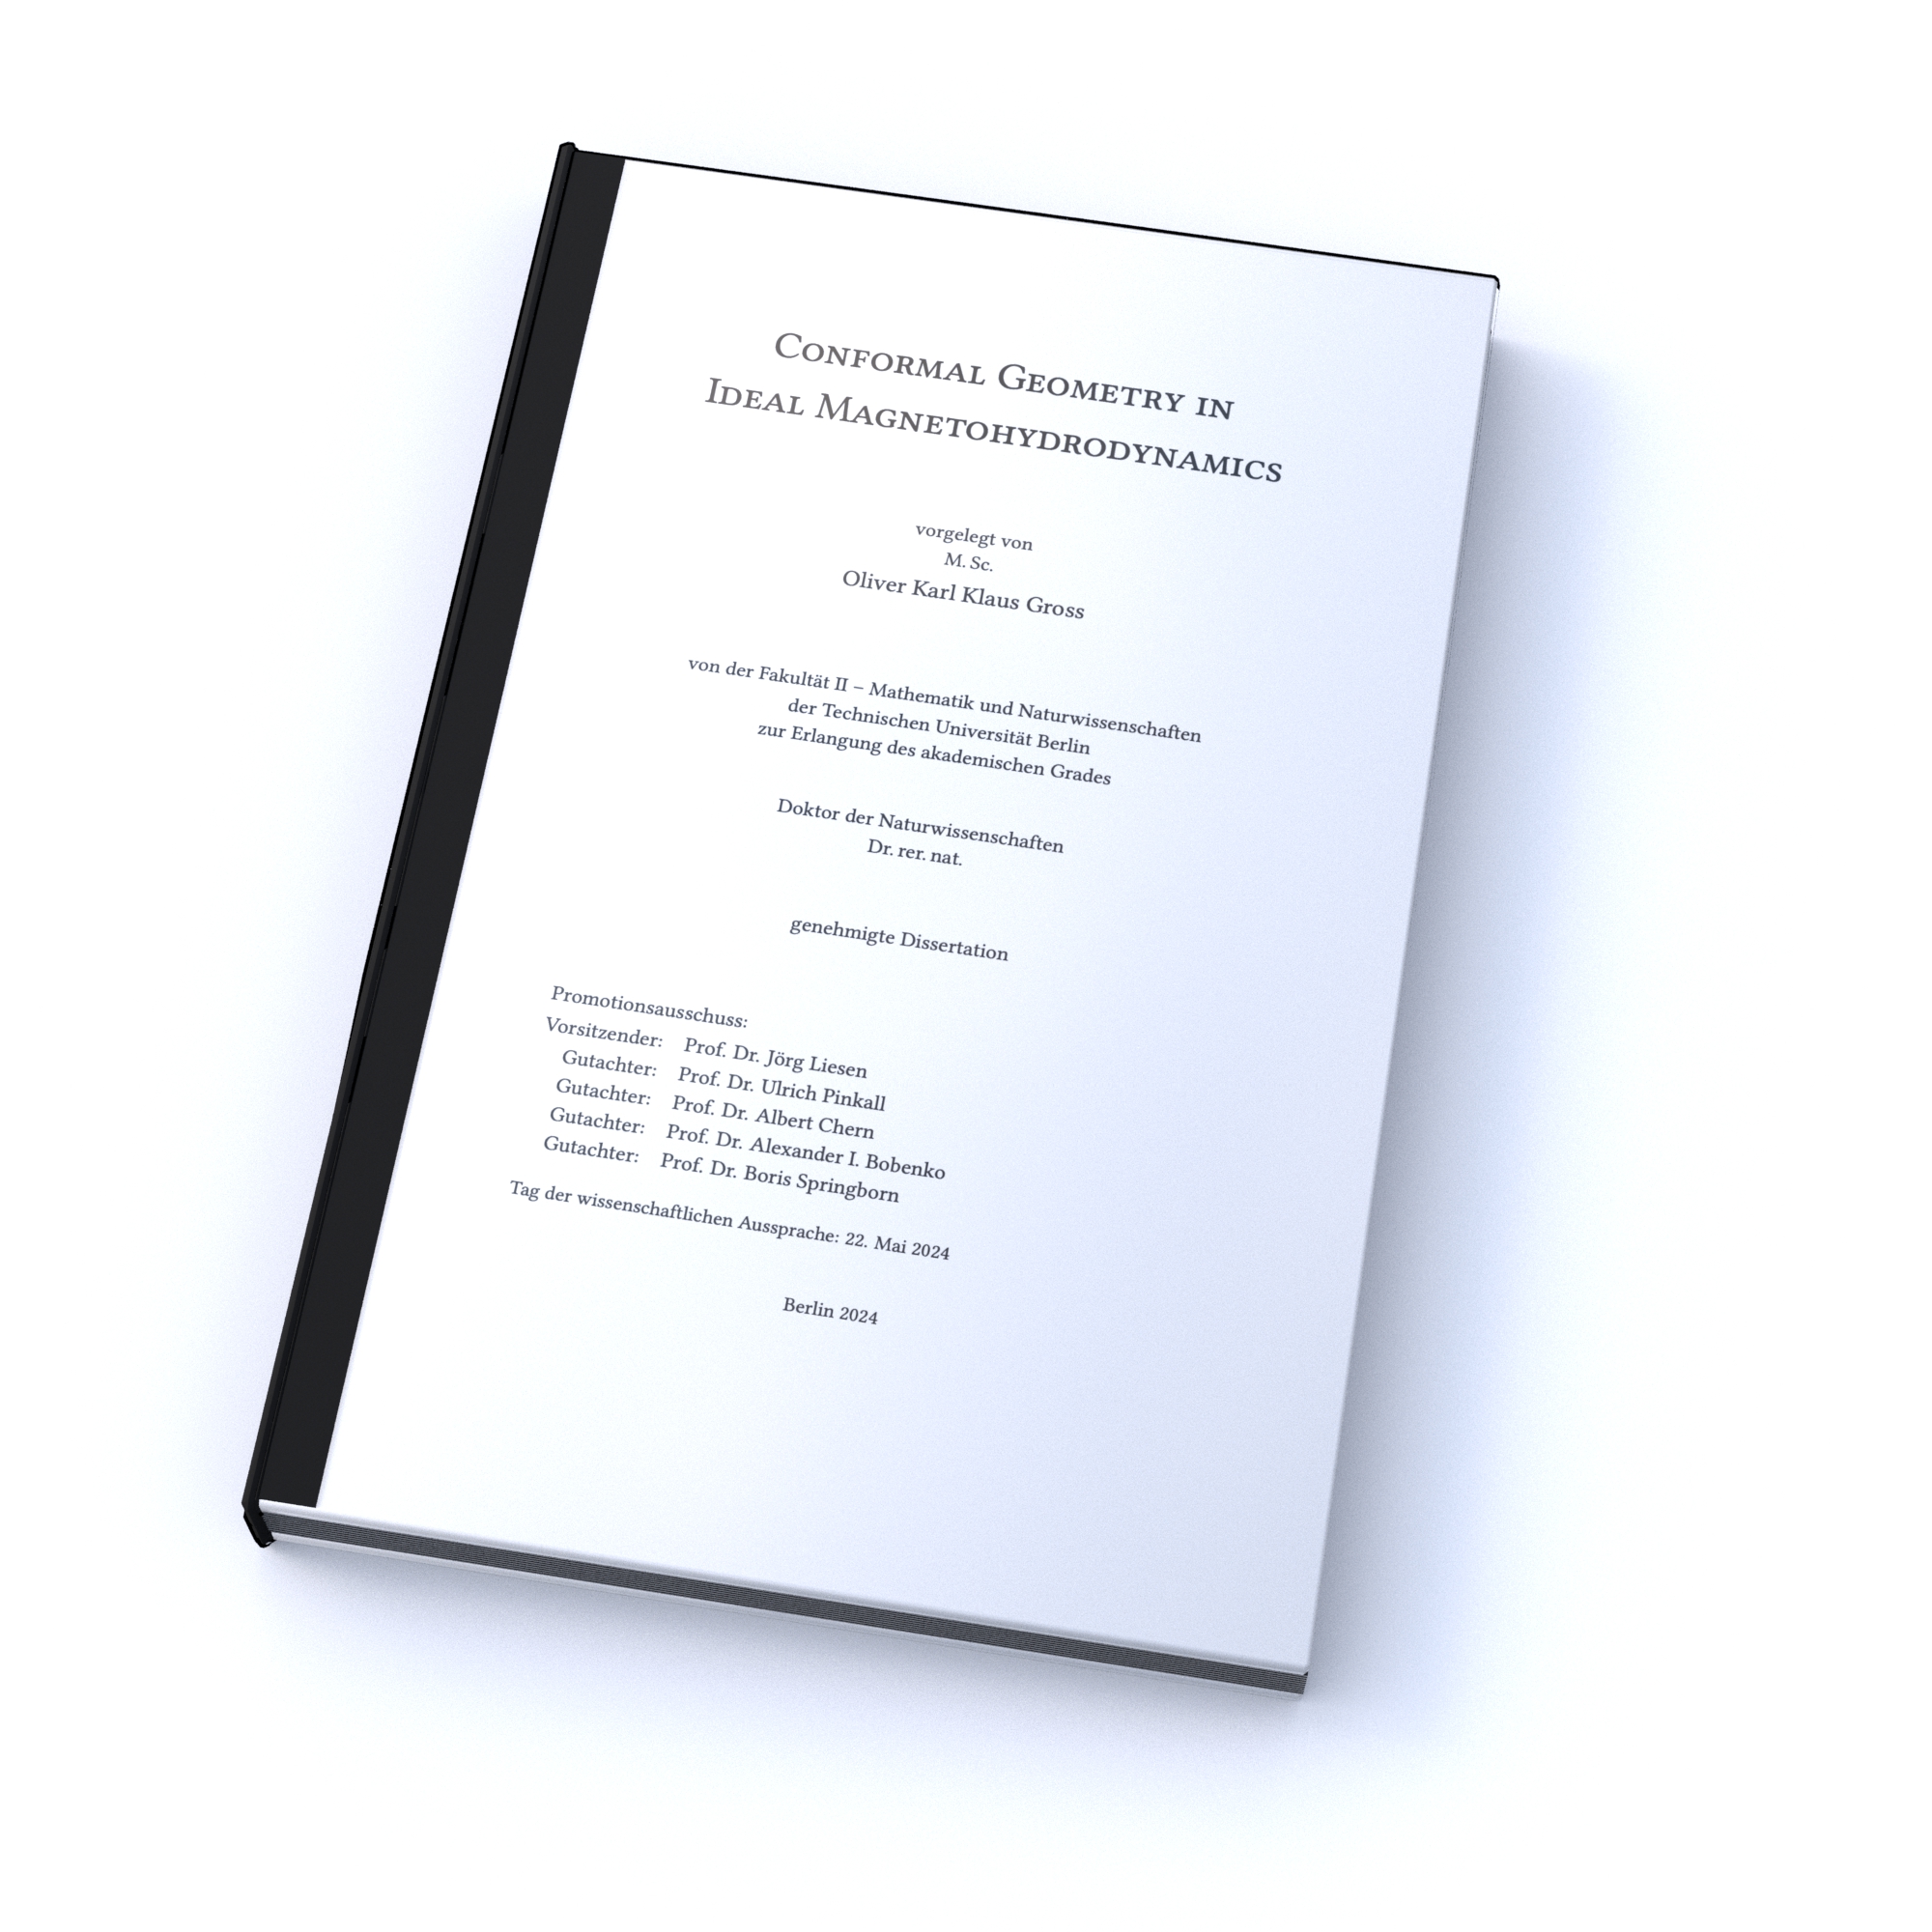 Conformal Geometry in
Ideal Magnetohydrodynamics
vorgelegt von
M. Sc.
Oliver Karl Klaus Gross
von der Fakultät II – Mathematik und Naturwissenschaften
der Technischen Universität Berlin
zur Erlangung des akademischen Grades
Doktor der Naturwissenschaften
Dr. rer. nat.
genehmigte Dissertation
Promotionsausschuss:
Vorsitzender: Prof. Dr. Jörg Liesen
Gutachter: Prof. Dr. Ulrich Pinkall
Gutachter: Prof. Dr. Albert Chern
Gutachter: Prof. Dr. Alexander I. Bobenko
Gutachter: Prof. Dr. Boris Springborn
Tag der wissenschaftlichen Aussprache: 22. Mai 2024
Berlin 2024